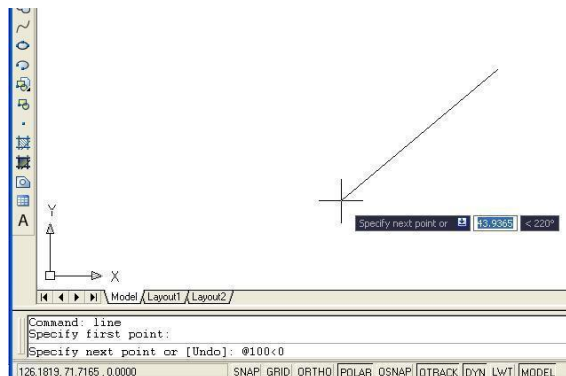 A
Y
X
Specify next point or 43.9365 < 220°
Model Layout1 Layout2
Command: line
Specify first point:
Specify next point or [Undo]: @100<0
126.1819, 71.7165, 0.0000 SNAP GRID ORTHO POLAR OSNAP OTRACK DYN LWT MODEL